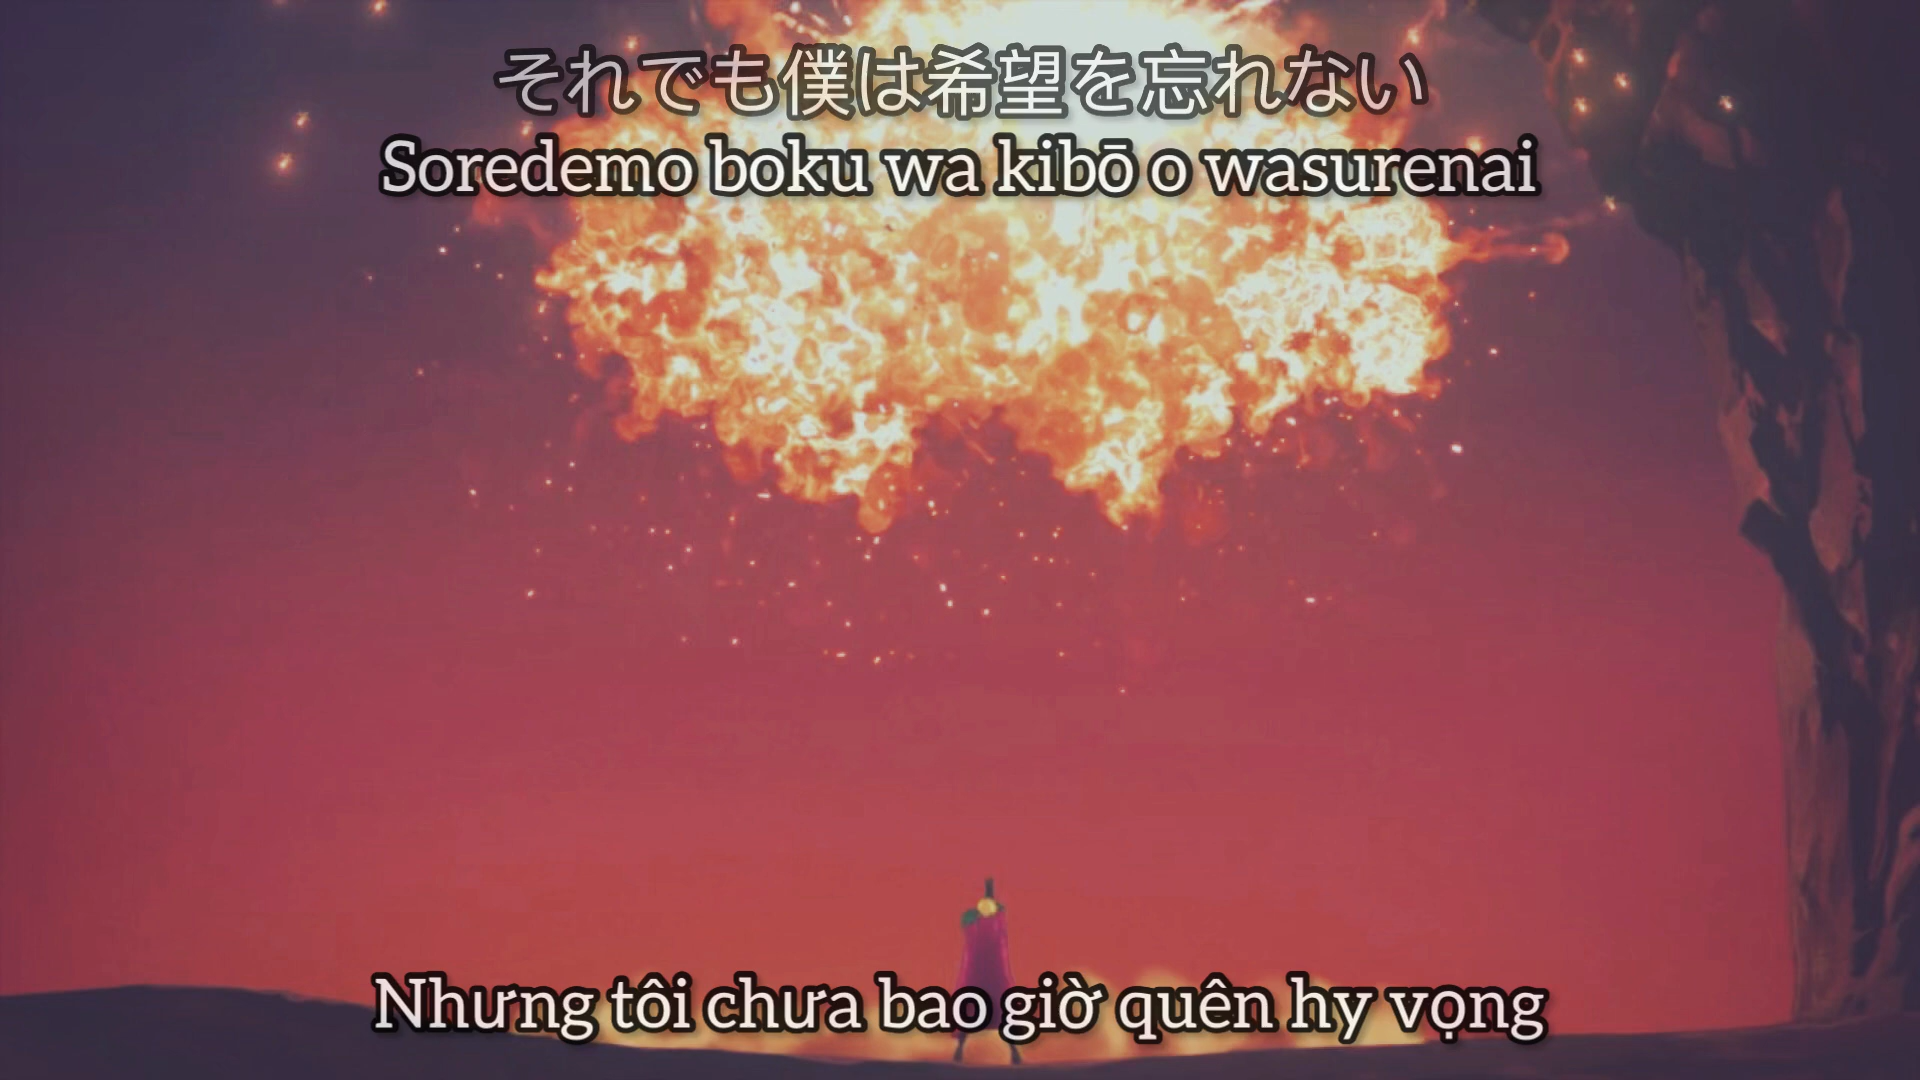 それでも僕は希望を忘れない
Soredemo boku wa kibō o wasurenai
Nhưng tôi chưa bao giờ quên hy vọng